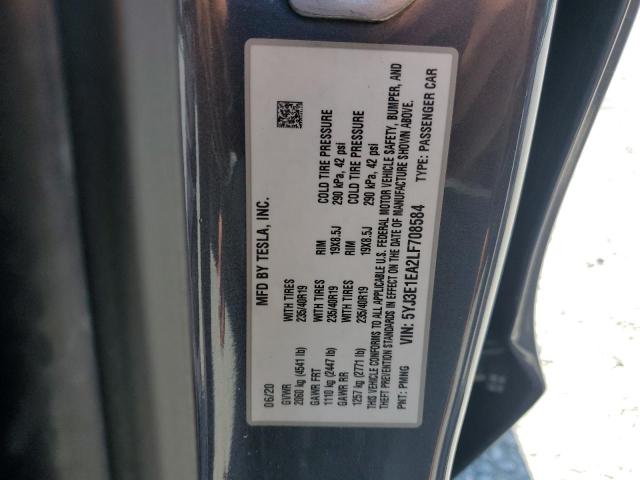 MFD BY TESLA, INC.
06/20
GVWR WITH TIRES RIM COLD TIRE PRESSURE
2060 kg (4541 lb) 235/40R19 19X8.5J 290 kPa, 42 psi
GAWR FRT WITH TIRES RIM COLD TIRE PRESSURE
1110 kg (2447 lb) 235/40R19 19X8.5J 290 kPa, 42 psi
GAWR RR WITH TIRES
1257 kg (2771 lb) 235/40R19
THIS VEHICLE CONFORMS TO ALL APPLICABLE U.S. FEDERAL MOTOR VEHICLE SAFETY, BUMPER, AND
THEFT PREVENTION STANDARDS IN EFFECT ON THE DATE OF MANUFACTURE SHOWN ABOVE.
VIN: 5YJ3E1EA2LF708584 TYPE: PASSENGER CAR
PNT: PMNG